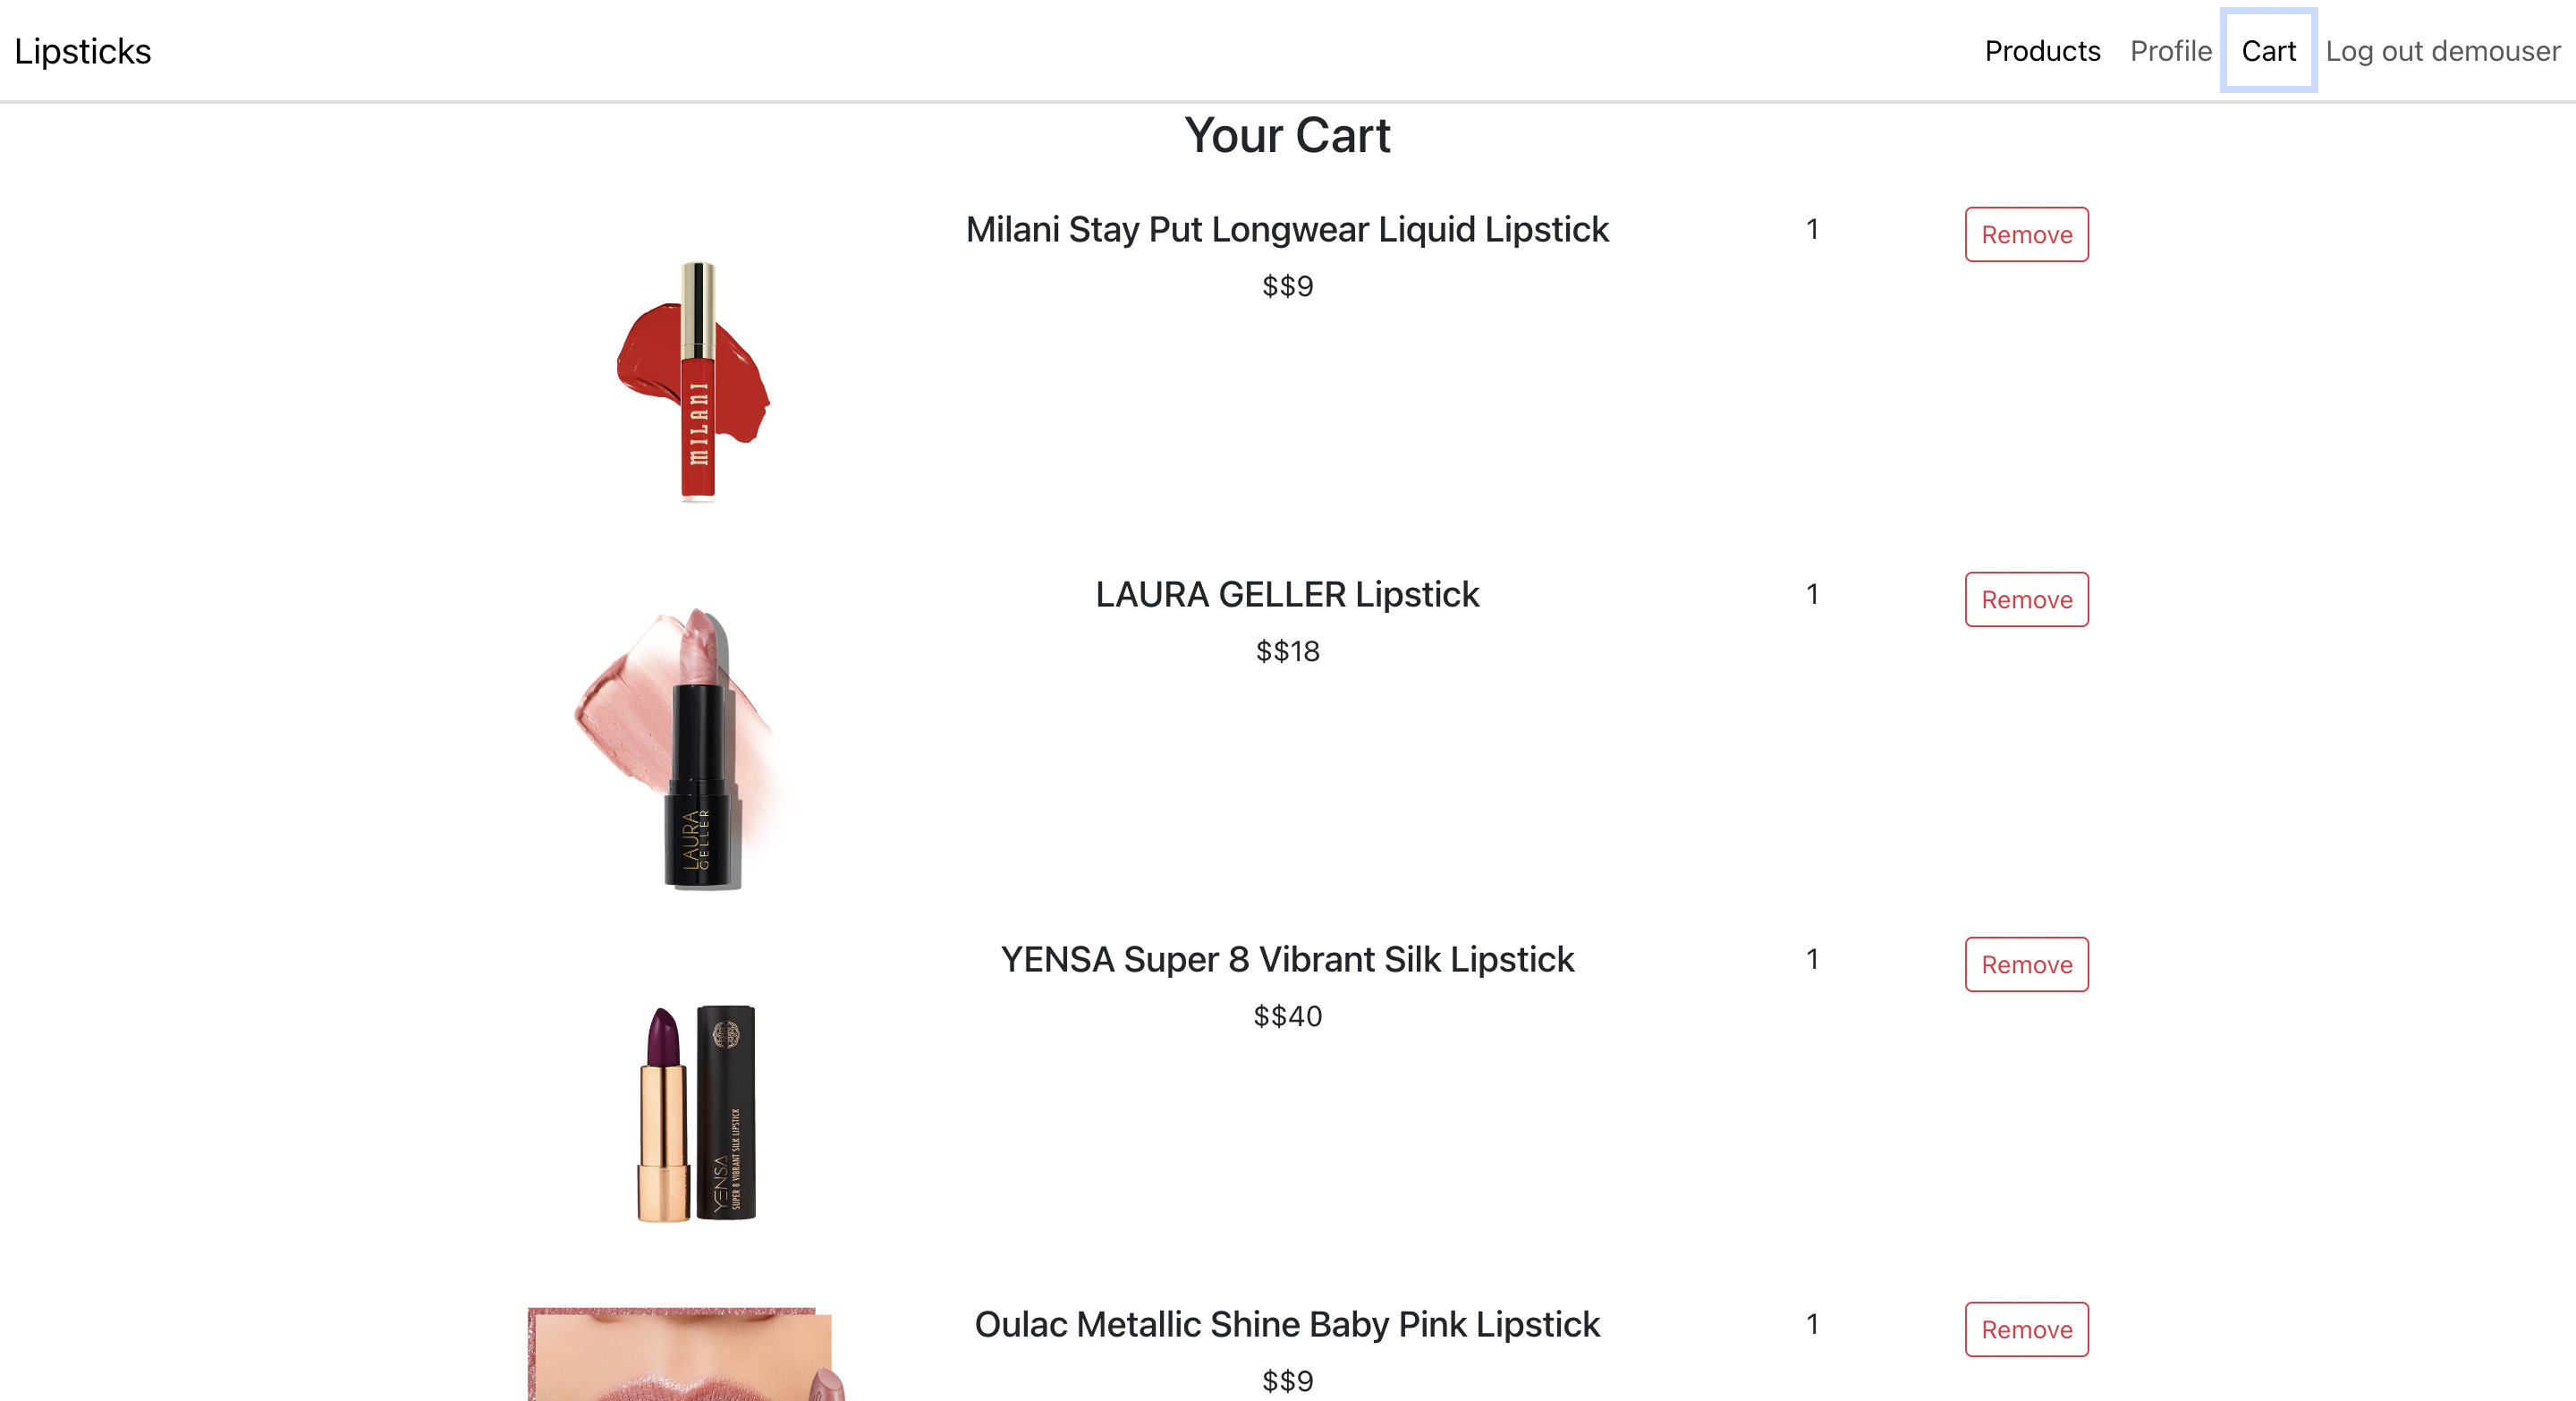 Lipsticks
Products Profile Cart Log out demouser
Your Cart
Milani Stay Put Longwear Liquid Lipstick 1 Remove
$$9
MILANI
LAURA GELLER Lipstick 1 Remove
$$18
LAURA
GELLER
YENSA Super 8 Vibrant Silk Lipstick 1 Remove
$$40
YENSA
SUPER 8 VIBRANT SILK LIPSTICK
Oulac Metallic Shine Baby Pink Lipstick 1 Remove
$$9